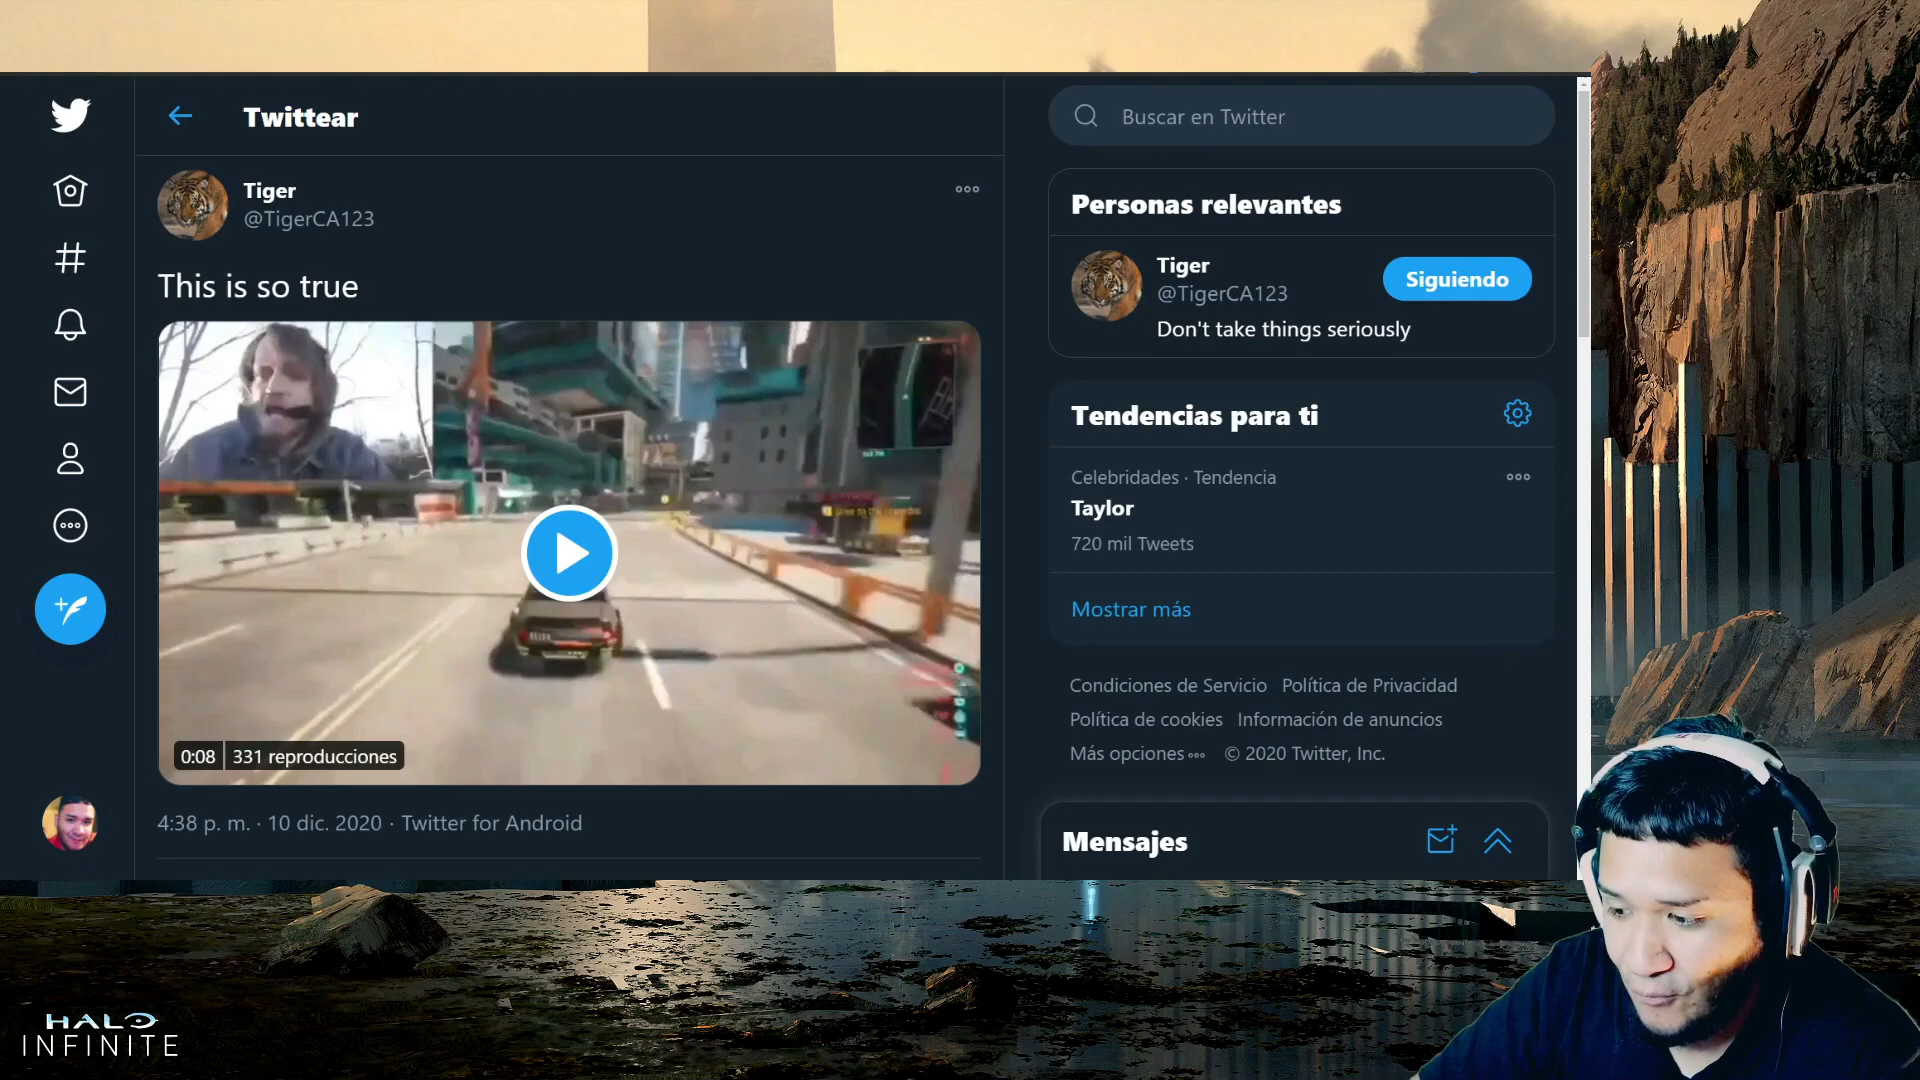 Twittear
Tiger
@TigerCA123
This is so true
0:08 331 reproducciones
4:38 p. m. · 10 dic. 2020 · Twitter for Android
Buscar en Twitter
Personas relevantes
Tiger
@TigerCA123
Siguiendo
Don't take things seriously
Tendencias para ti
Celebridades · Tendencia
Taylor
720 mil Tweets
Mostrar más
Condiciones de Servicio Política de Privacidad
Política de cookies Información de anuncios
Más opciones © 2020 Twitter, Inc.
Mensajes
HALO
INFINITE